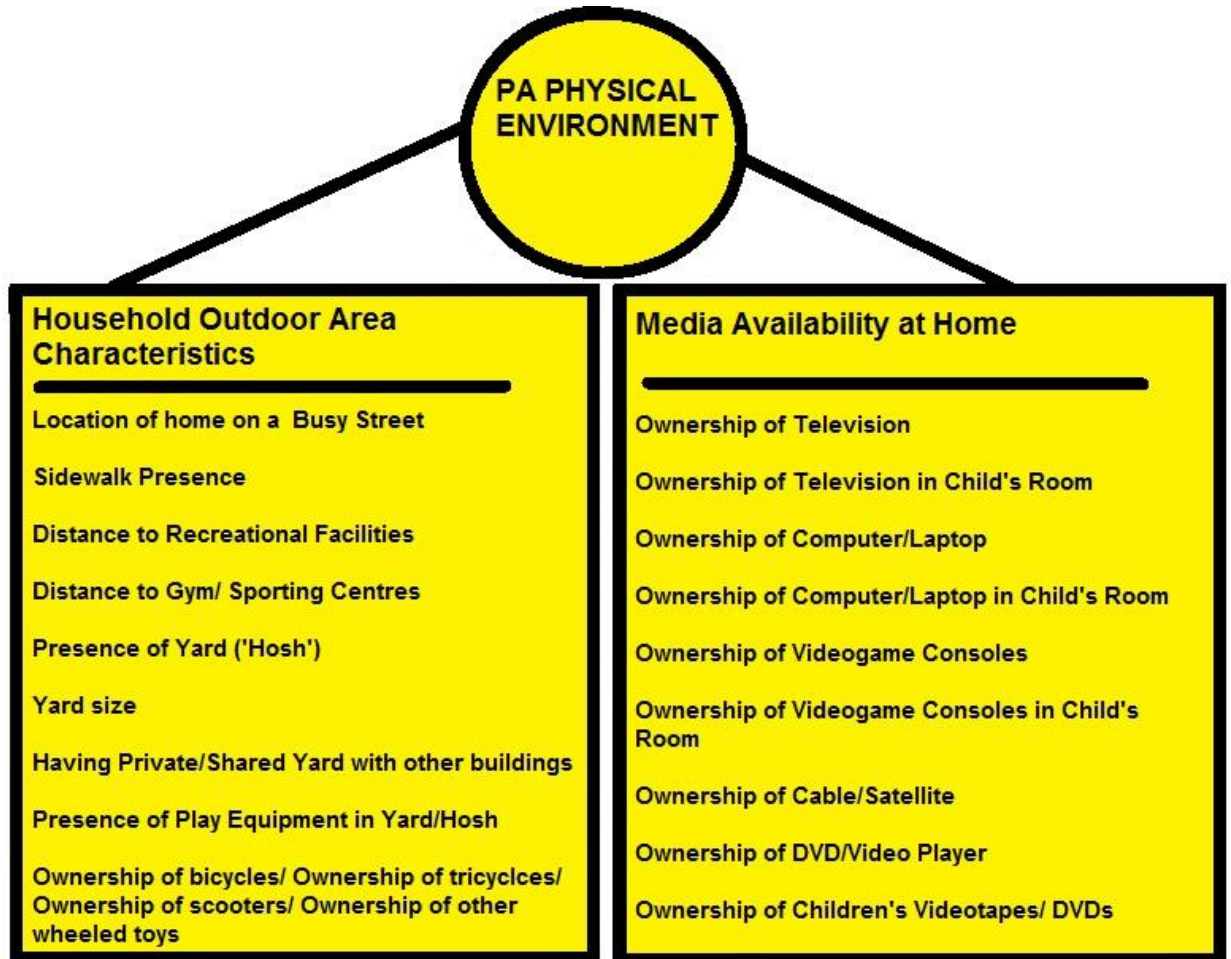 PA PHYSICAL
ENVIRONMENT
Household Outdoor Area
Characteristics
Location of home on a Busy Street
Sidewalk Presence
Distance to Recreational Facilities
Distance to Gym/ Sporting Centres
Presence of Yard ('Hosh')
Yard size
Having Private/Shared Yard with other buildings
Presence of Play Equipment in Yard/Hosh
Ownership of bicycles/ Ownership of tricyclces/
Ownership of scooters/ Ownership of other
wheeled toys
Media Availability at Home
Ownership of Television
Ownership of Television in Child's Room
Ownership of Computer/Laptop
Ownership of Computer/Laptop in Child's Room
Ownership of Videogame Consoles
Ownership of Videogame Consoles in Child's
Room
Ownership of Cable/Satellite
Ownership of DVD/Video Player
Ownership of Children's Videotapes/ DVDs